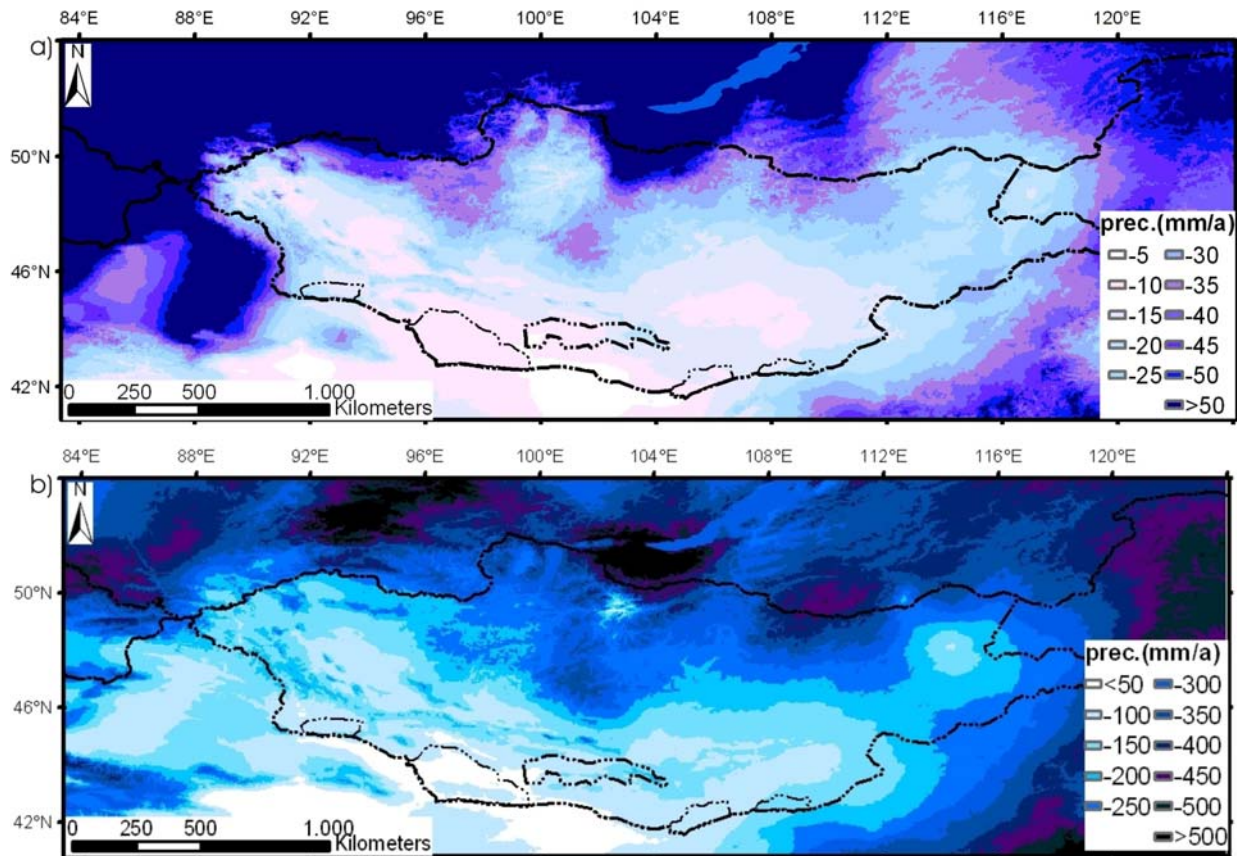 84°E 88°E 92°E 96°E 100°E 104°E 108°E 112°E 116°E 120°E
a)
N
50°N
46°N
42°N
prec.(mm/a)
-5 -30
-10 -35
-15 -40
-20 -45
-25 -50
>50
0 250 500 1.000
Kilometers
84°E 88°E 92°E 96°E 100°E 104°E 108°E 112°E 116°E 120°E
b)
N
50°N
46°N
42°N
prec.(mm/a)
<50 -300
-100 -350
-150 -400
-200 -450
-250 -500
>500
0 250 500 1.000
Kilometers